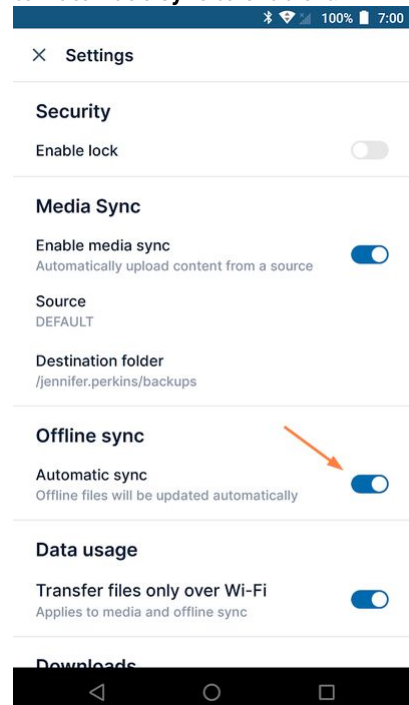 100% 7:00
Settings
Security
Enable lock
Media Sync
Enable media sync
Automatically upload content from a source
Source
DEFAULT
Destination folder
/jennifer.perkins/backups
Offline sync
Automatic sync
Offline files will be updated automatically
Data usage
Transfer files only over Wi-Fi
Applies to media and offline sync
Downloads